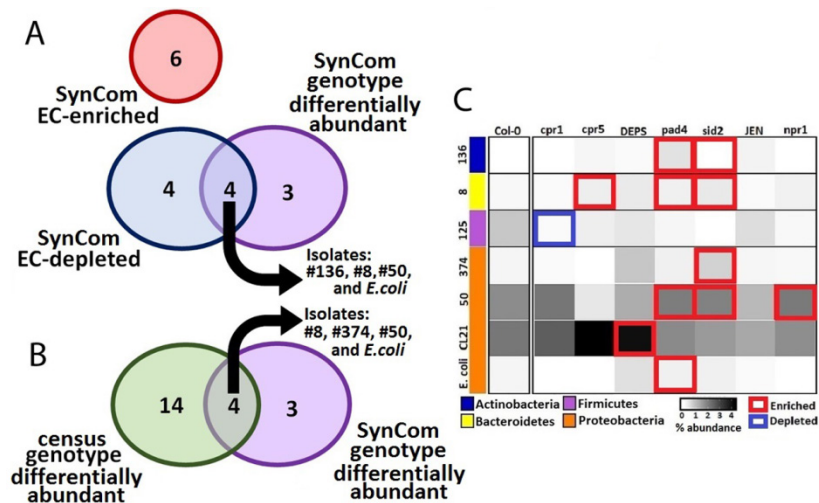 A
6
SynCom
EC-enriched
SynCom
genotype
differentially
abundant
4
4
3
SynCom
EC-depleted
Isolates:
#136, #8,#50,
and E.coli
Isolates:
#8, #374, #50,
and E.coli
B
14
4
3
census
genotype
differentially
abundant
SynCom
genotype
differentially
abundant
C
Col-0 cpr1 cpr5 DEPS pad4 sid2 JEN npr1
136
8
125
374
50
CL21
E. coli
Actinobacteria
Firmicutes
Bacteroidetes
Proteobacteria
0 1 2 3 4
% abundance
Enriched
Depleted